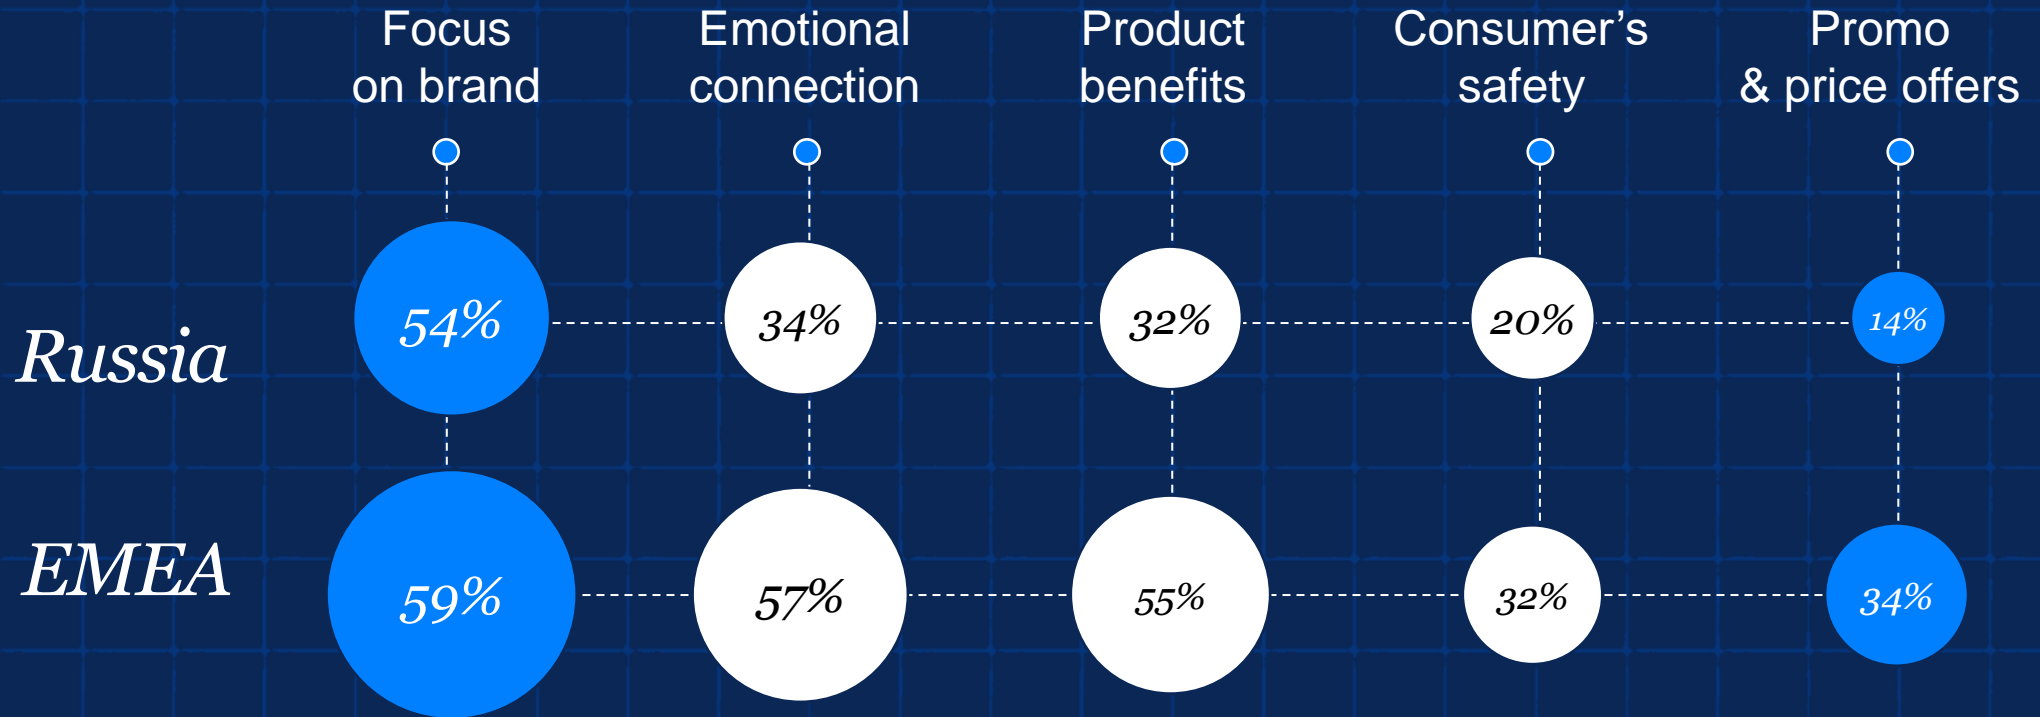 Focus
on brand
Emotional
connection
Product
benefits
Consumer’s
safety
Promo
& price offers
Russia
54%
34%
32%
20%
14%
EMEA
59%
57%
55%
32%
34%